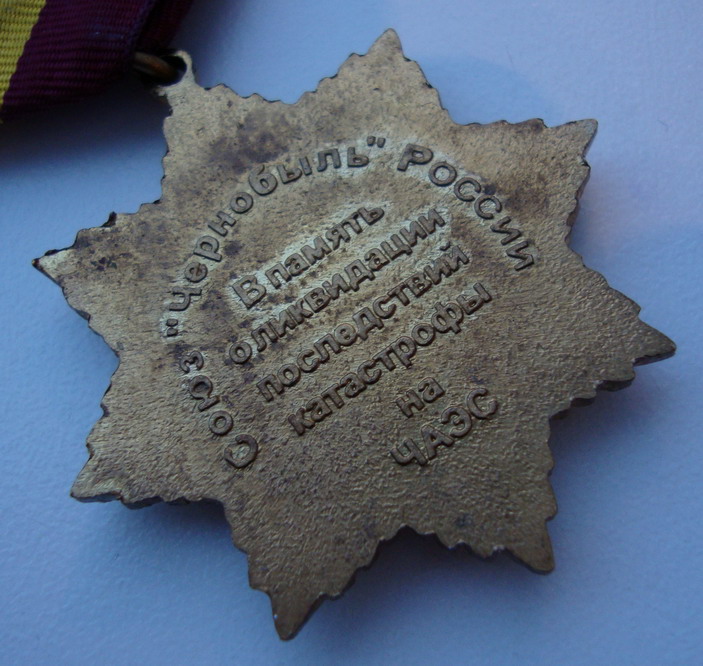 Союз "Чернобыль" России
В память
о ликвидации
последствий
катастрофы
на
ЧАЭС